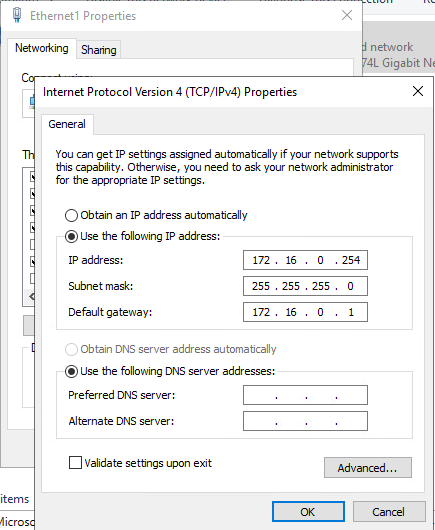 Ethernet1 Properties
Networking
Sharing
d network
74L Gigabit Ne
Internet Protocol Version 4 (TCP/IPv4) Properties
General
You can get IP settings assigned automatically if your network supports
this capability. Otherwise, you need to ask your network administrator
for the appropriate IP settings.
Obtain an IP address automatically
Use the following IP address:
IP address:
172 . 16 . 0 . 254
Subnet mask:
255 . 255 . 255 . 0
Default gateway:
172 . 16 . 0 . 1
Obtain DNS server address automatically
Use the following DNS server addresses:
Preferred DNS server:
. . .
Alternate DNS server:
. . .
Validate settings upon exit
Advanced...
OK
Cancel
items
Microso